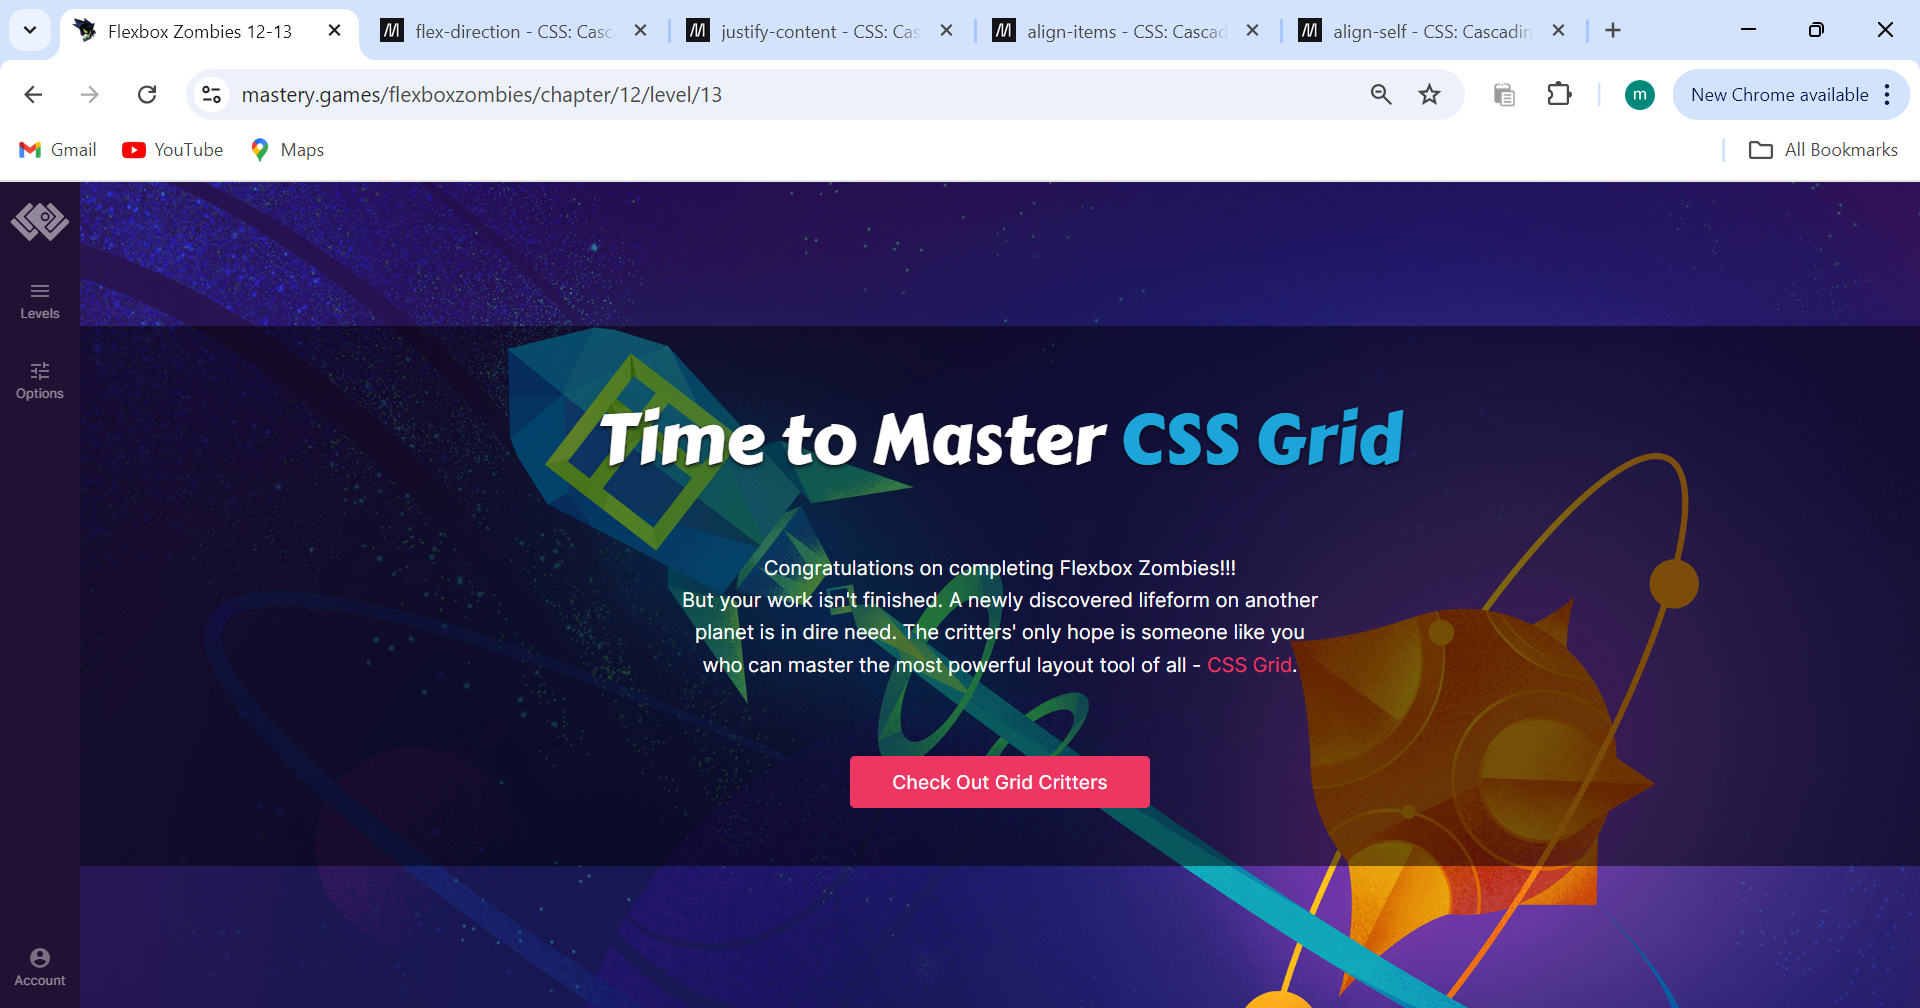 Flexbox Zombies 12-13
flex-direction - CSS: Casc
justify-content - CSS: Cas
align-items - CSS: Cascad
align-self - CSS: Cascadin
mastery.games/flexboxzombies/chapter/12/level/13
m
New Chrome available
Gmail
YouTube
Maps
All Bookmarks
Levels
Options
Time to Master CSS Grid
Congratulations on completing Flexbox Zombies!!!
But your work isn't finished. A newly discovered lifeform on another
planet is in dire need. The critters' only hope is someone like you
who can master the most powerful layout tool of all - CSS Grid.
Check Out Grid Critters
Account